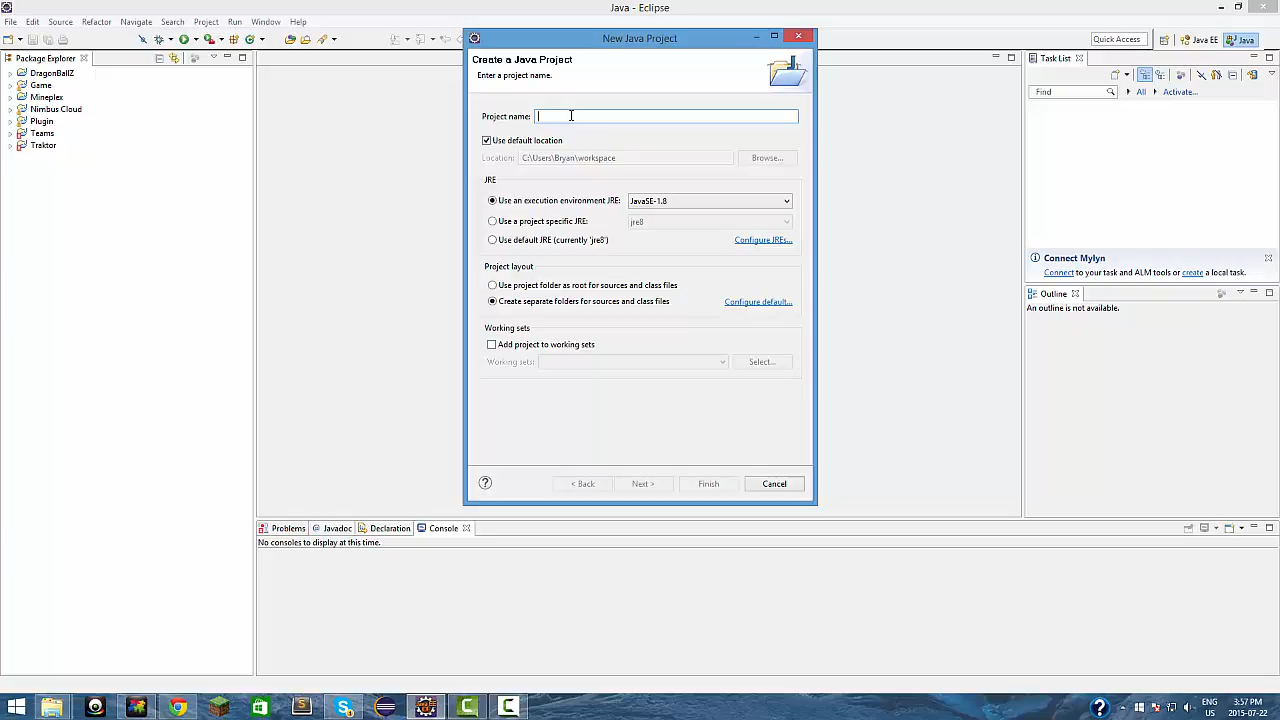 Java - Eclipse
File Edit Source Refactor Navigate Search Project Run Window Help
Quick Access Java EE Java
Package Explorer
DragonBallZ
Game
Mineplex
Nimbus Cloud
Plugin
Teams
Traktor
New Java Project
Create a Java Project
Enter a project name.
Project name:
Use default location
Location: C:\Users\Bryan\workspace Browse...
JRE
Use an execution environment JRE: JavaSE-1.8
Use a project specific JRE: jre8
Use default JRE (currently 'jre8') Configure JREs...
Project layout
Use project folder as root for sources and class files
Create separate folders for sources and class files Configure default...
Working sets
Add project to working sets
Working sets: Select...
? < Back Next > Finish Cancel
Task List
Find All Activate...
Connect Mylyn
Connect to your task and ALM tools or create a local task.
Outline
An outline is not available.
Problems @ Javadoc Declaration Console
No consoles to display at this time.
ENG 3:57 PM
US 2015-07-22